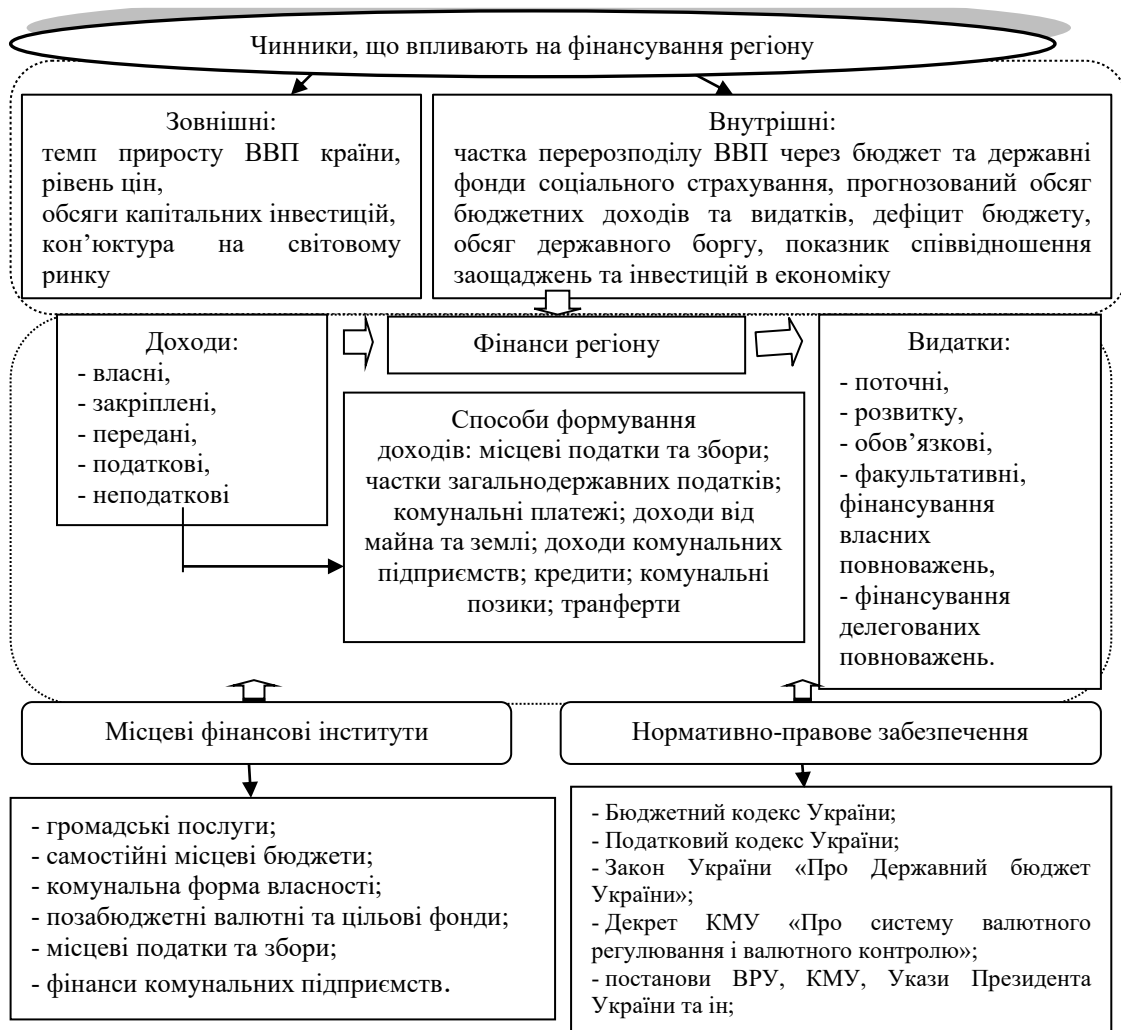 Чинники, що впливають на фінансування регіону
Зовнішні:
темп приросту ВВП країни,
рівень цін,
обсяги капітальних інвестицій,
кон’юктура на світовому
ринку
Внутрішні:
частка перерозподілу ВВП через бюджет та державні
фонди соціального страхування, прогнозований обсяг
бюджетних доходів та видатків, дефіцит бюджету,
обсяг державного боргу, показник співвідношення
заощаджень та інвестицій в економіку
Доходи:
- власні,
- закріплені,
- передані,
- податкові,
- неподаткові
Фінанси регіону
Способи формування
доходів: місцеві податки та збори;
частки загальнодержавних податків;
комунальні платежі; доходи від
майна та землі; доходи комунальних
підприємств; кредити; комунальні
позики; транферти
Видатки:
- поточні,
- розвитку,
- обов’язкові,
- факультативні,
фінансування
власних
повноважень,
- фінансування
делегованих
повноважень.
Місцеві фінансові інститути
Нормативно-правове забезпечення
- громадські послуги;
- самостійні місцеві бюджети;
- комунальна форма власності;
- позабюджетні валютні та цільові фонди;
- місцеві податки та збори;
- фінанси комунальних підприємств.
- Бюджетний кодекс України;
- Податковий кодекс України;
- Закон України «Про Державний бюджет
України»;
- Декрет КМУ «Про систему валютного
регулювання і валютного контролю»;
- постанови ВРУ, КМУ, Укази Президента
України та ін;